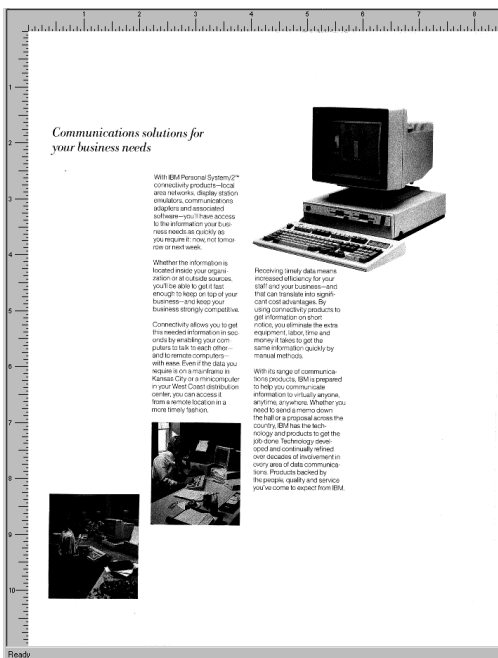 1 2 3 4 5 6 7 8
1
2
3
4
5
6
7
8
9
10
Communications solutions for
your business needs
With IBM Personal System/2™
connectivity products—local
area networks, display station
emulators, communications
adapters and associated
software—you'll have access
to the information your busi-
ness needs as quickly as
you require it: now, not tomor-
row or next week.
Whether the information is
located inside your organi-
zation or at outside sources,
you'll be able to get it fast
enough to keep on top of your
business—and keep your
business strongly competitive.
Connectivity allows you to get
this needed information in sec-
onds by enabling your com-
puters to talk to each other—
and to remote computers—
with ease. Even if the data you
require is on a mainframe in
Kansas City or a minicomputer
in your West Coast distribution
center, you can access it
from a remote location in a
more timely fashion.
Receiving timely data means
increased efficiency for your
staff and your business—and
that can translate into signifi-
cant cost advantages. By
using connectivity products to
get information on short
notice, you eliminate the extra
equipment, labor, time and
money it takes to get the
same information quickly by
manual methods.
With its range of communica-
tions products, IBM is prepared
to help you communicate
information to virtually anyone,
anytime, anywhere. Whether you
need to send a memo down
the hall or a proposal across the
country, IBM has the tech-
nology and products to get the
job done. Technology devel-
oped and continually refined
over decades of involvement in
every area of data communica-
tions. Products backed by
the people, quality and service
you've come to expect from IBM.
Ready